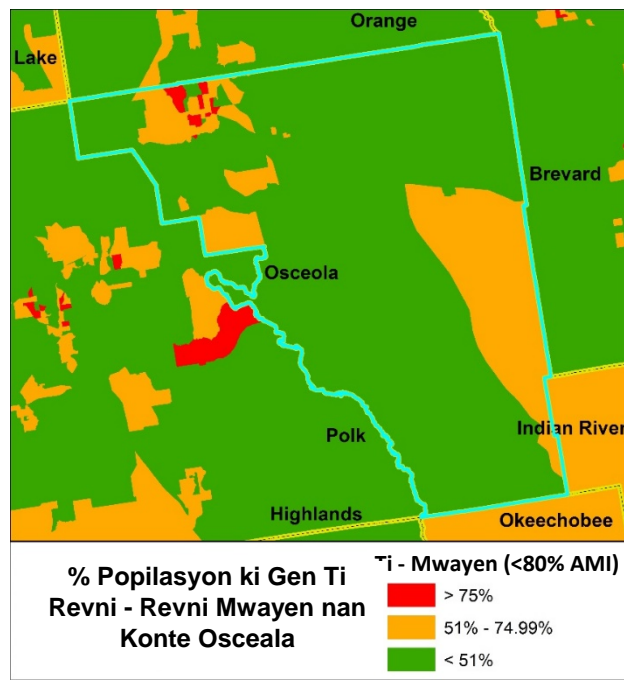 Orange
Lake
Brevard
Osceola
Polk
Indian River
Highlands
Okeechobee
% Popilasyon ki Gen Ti
Revni - Revni Mwayen nan
Konte Osceala
Ti - Mwayen (<80% AMI)
> 75%
51% - 74.99%
< 51%